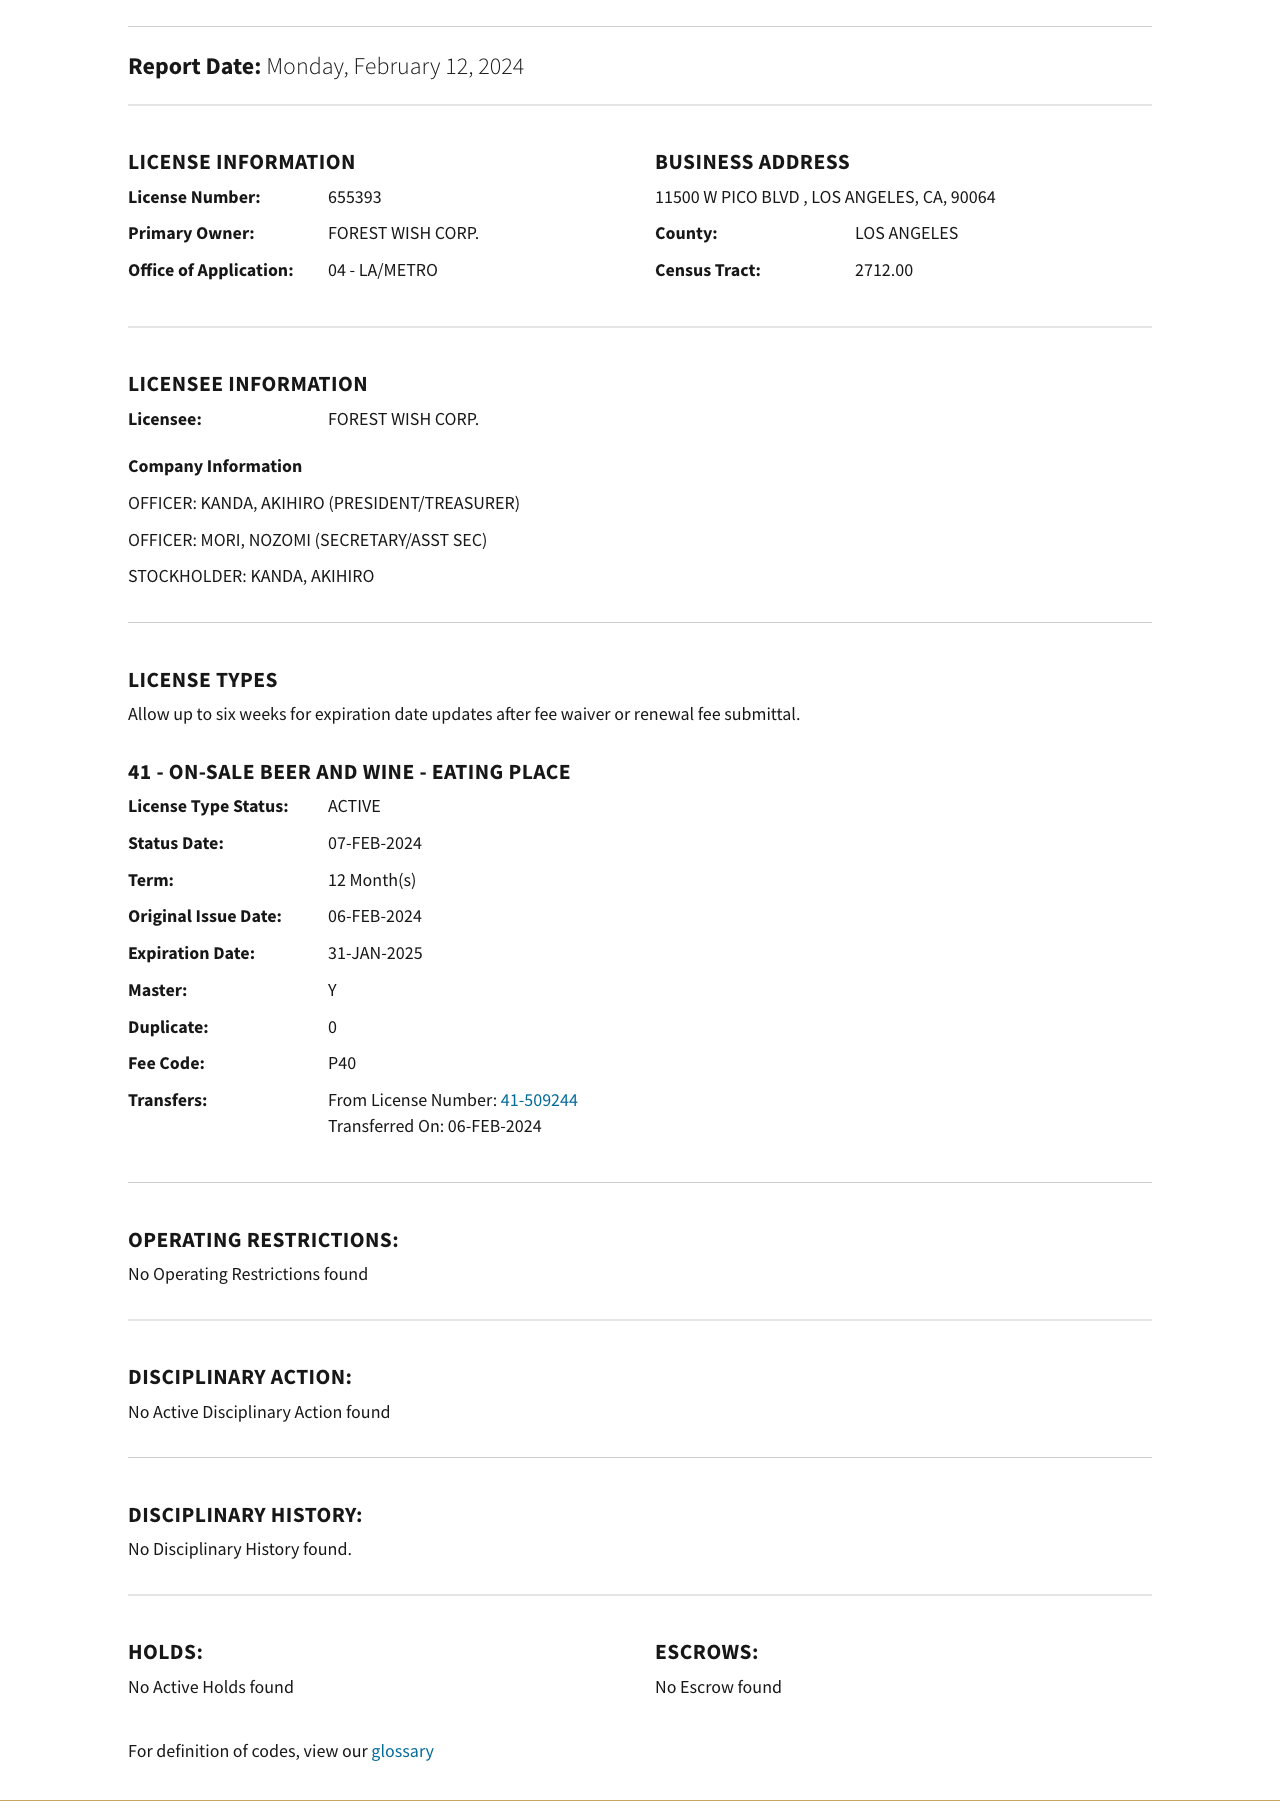 Report Date: Monday, February 12, 2024
LICENSE INFORMATION
License Number: 655393
Primary Owner: FOREST WISH CORP.
Office of Application: 04 - LA/METRO
BUSINESS ADDRESS
11500 W PICO BLVD , LOS ANGELES, CA, 90064
County: LOS ANGELES
Census Tract: 2712.00
LICENSEE INFORMATION
Licensee: FOREST WISH CORP.
Company Information
OFFICER: KANDA, AKIHIRO (PRESIDENT/TREASURER)
OFFICER: MORI, NOZOMI (SECRETARY/ASST SEC)
STOCKHOLDER: KANDA, AKIHIRO
LICENSE TYPES
Allow up to six weeks for expiration date updates after fee waiver or renewal fee submittal.
41 - ON-SALE BEER AND WINE - EATING PLACE
License Type Status: ACTIVE
Status Date: 07-FEB-2024
Term: 12 Month(s)
Original Issue Date: 06-FEB-2024
Expiration Date: 31-JAN-2025
Master: Y
Duplicate: 0
Fee Code: P40
Transfers: From License Number: 41-509244
Transferred On: 06-FEB-2024
OPERATING RESTRICTIONS:
No Operating Restrictions found
DISCIPLINARY ACTION:
No Active Disciplinary Action found
DISCIPLINARY HISTORY:
No Disciplinary History found.
HOLDS:
No Active Holds found
ESCROWS:
No Escrow found
For definition of codes, view our glossary